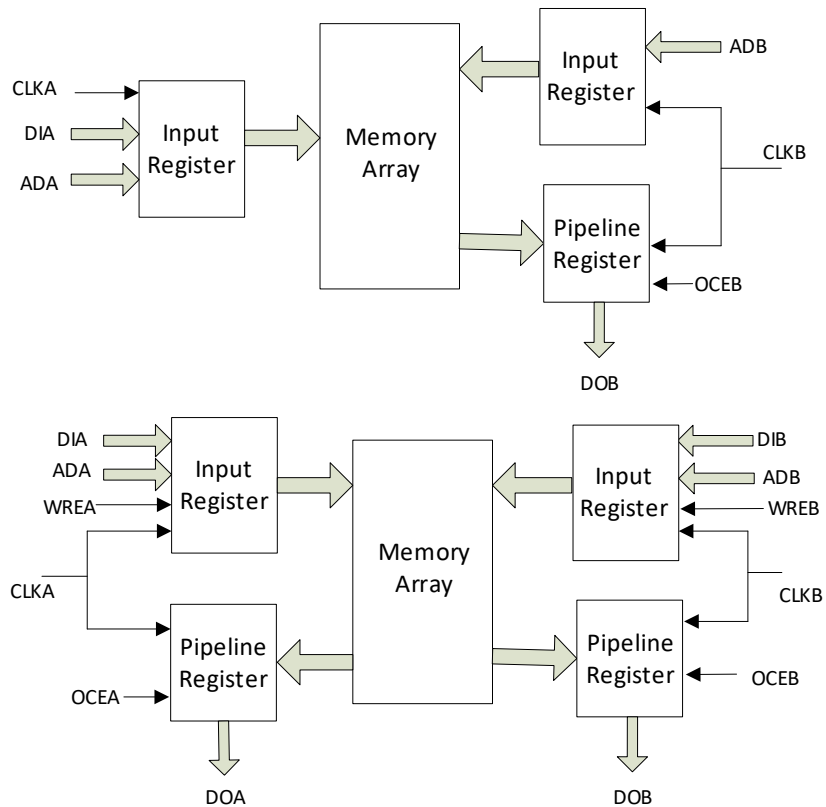 CLKA
DIA
ADA
Input
Register
Memory
Array
Input
Register
ADB
CLKB
Pipeline
Register
OCEB
DOB
DIA
ADA
WREA
CLKA
Input
Register
Memory
Array
Input
Register
DIB
ADB
WREB
CLKB
Pipeline
Register
OCEA
DOA
Pipeline
Register
OCEB
DOB